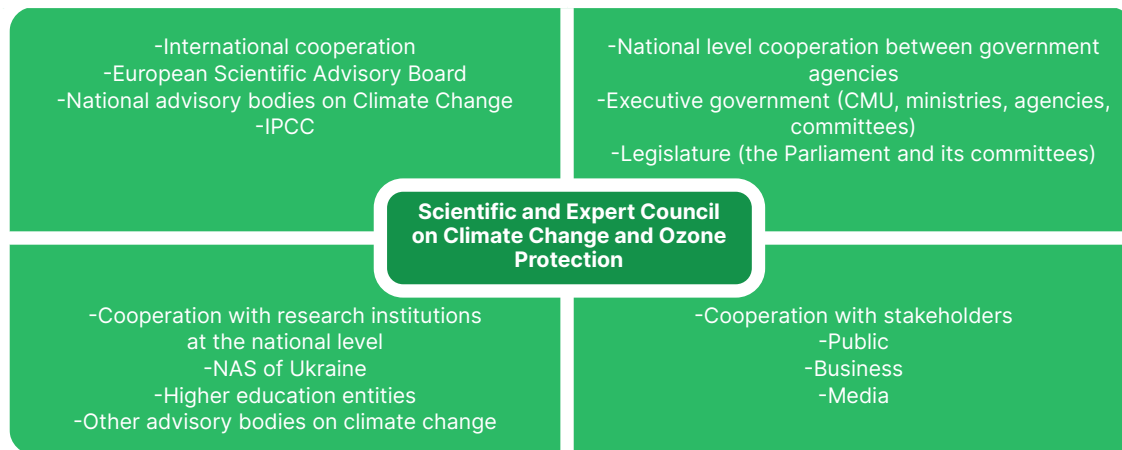 -International cooperation
-European Scientific Advisory Board
-National advisory bodies on Climate Change
-IPCC
-National level cooperation between government
agencies
-Executive government (CMU, ministries, agencies,
committees)
-Legislature (the Parliament and its committees)
Scientific and Expert Council
on Climate Change and Ozone
Protection
-Cooperation with research institutions
at the national level
-NAS of Ukraine
-Higher education entities
-Other advisory bodies on climate change
-Cooperation with stakeholders
-Public
-Business
-Media